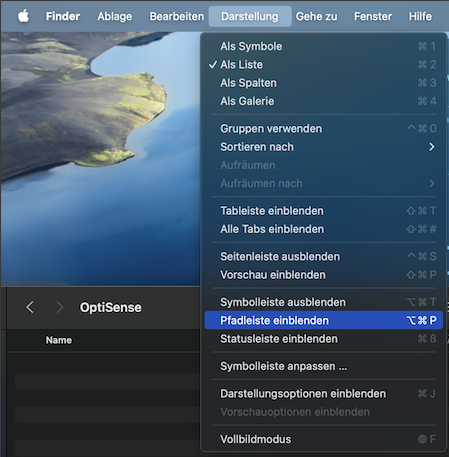 Finder Ablage Bearbeiten Darstellung Gehe zu Fenster Hilfe
Als Symbole ⌘ 1
✓ Als Liste ⌘ 2
Als Spalten ⌘ 3
Als Galerie ⌘ 4
Gruppen verwenden ^ ⌘ 0
Sortieren nach >
Aufräumen
Aufräumen nach >
Tableiste einblenden ⇧ ⌘ T
Alle Tabs einblenden ⇧ ⌘ #
Seitenleiste ausblenden ^ ⌘ S
Vorschau einblenden ⇧ ⌘ P
Symbolleiste ausblenden ⌥ ⌘ T
Pfadleiste einblenden ⌥ ⌘ P
Statusleiste einblenden ⌘ ß
Symbolleiste anpassen ...
Darstellungsoptionen einblenden ⌘ J
Vorschauoptionen einblenden
Vollbildmodus 🌐 F
OptiSense
Name